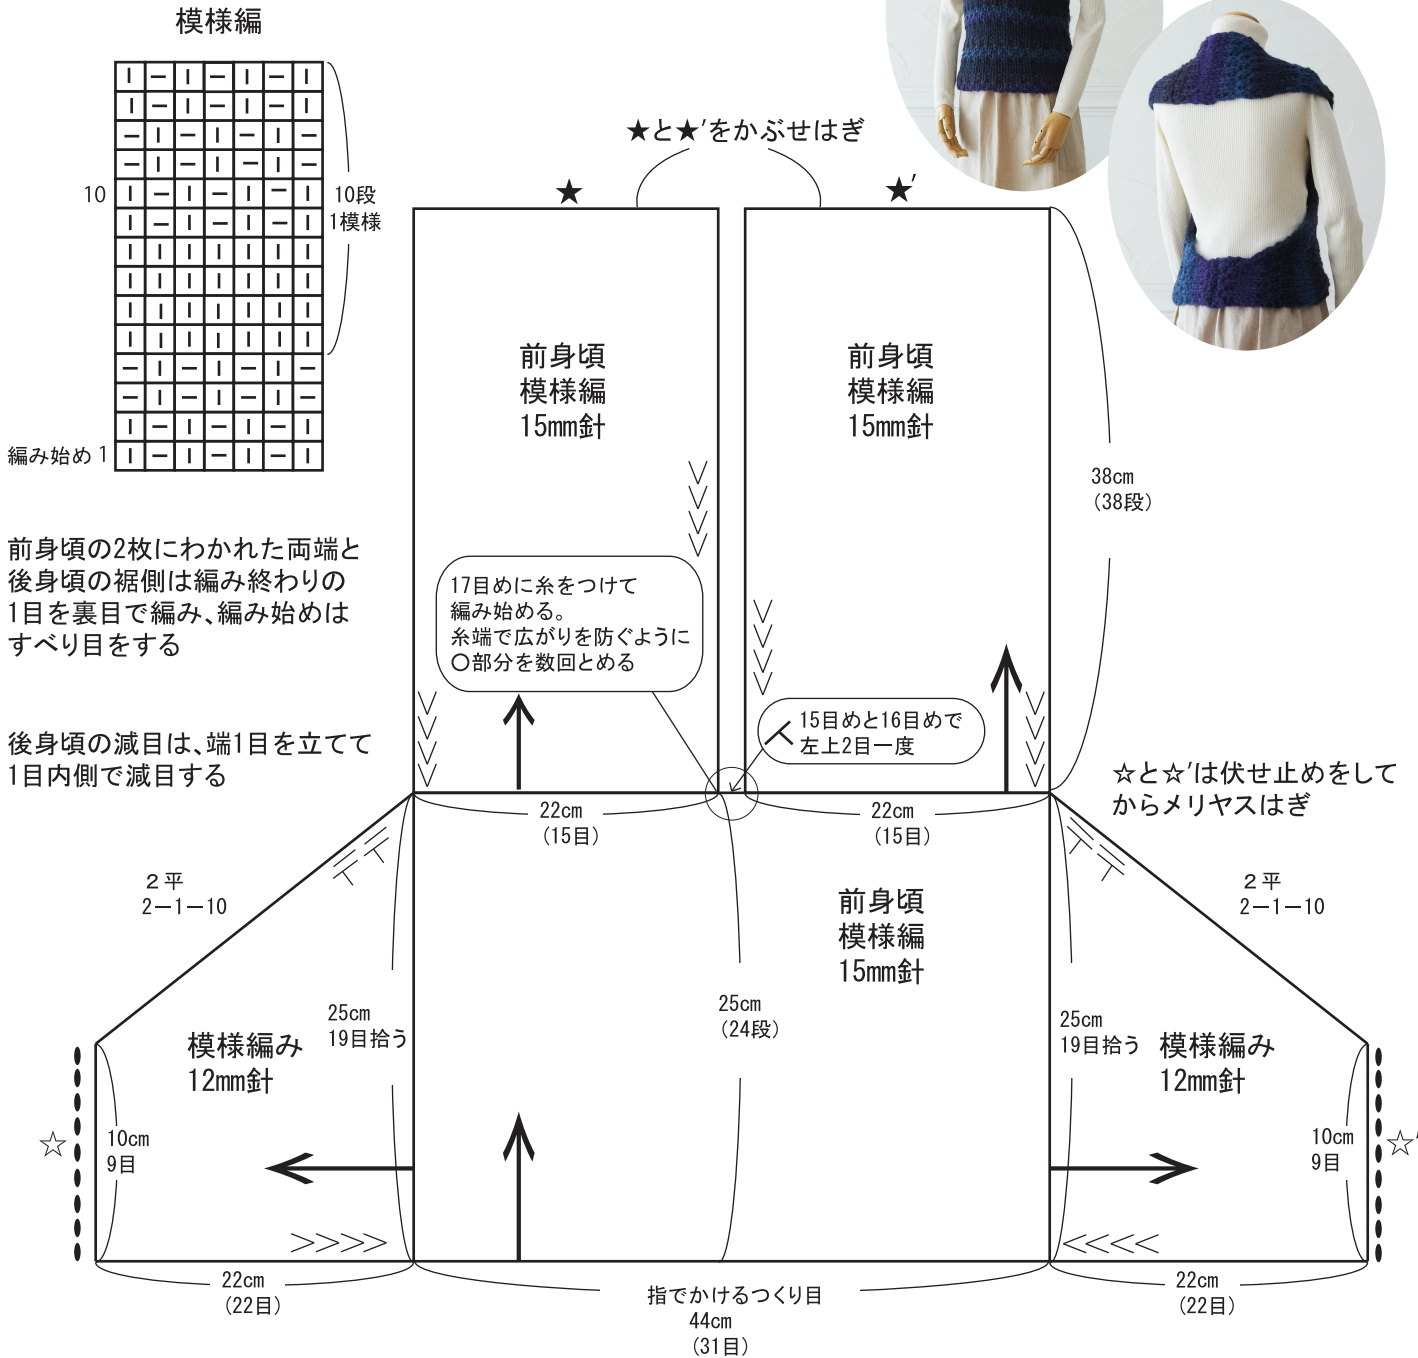 模様編
10
10段
1模様
編み始め 1
★と★'をかぶせはぎ
★
★'
前身頃
模様編
15mm針
前身頃
模様編
15mm針
38cm
(38段)
前身頃の2枚にわかれた両端と
後身頃の裾側は編み終わりの
1目を裏目で編み、編み始めは
すべり目をする
17目めに糸をつけて
編み始める。
糸端で広がりを防ぐように
○部分を数回とめる
15目めと16目めで
左上2目一度
後身頃の減目は、端1目を立てて
1目内側で減目する
☆と☆'は伏せ止めをして
からメリヤスはぎ
22cm
(15目)
22cm
(15目)
2平
2－1－10
2平
2－1－10
前身頃
模様編
15mm針
25cm
19目拾う
25cm
(24段)
25cm
19目拾う
模様編み
12mm針
模様編み
12mm針
☆
10cm
9目
10cm
9目
☆'
22cm
(22目)
指でかけるつくり目
44cm
(31目)
22cm
(22目)